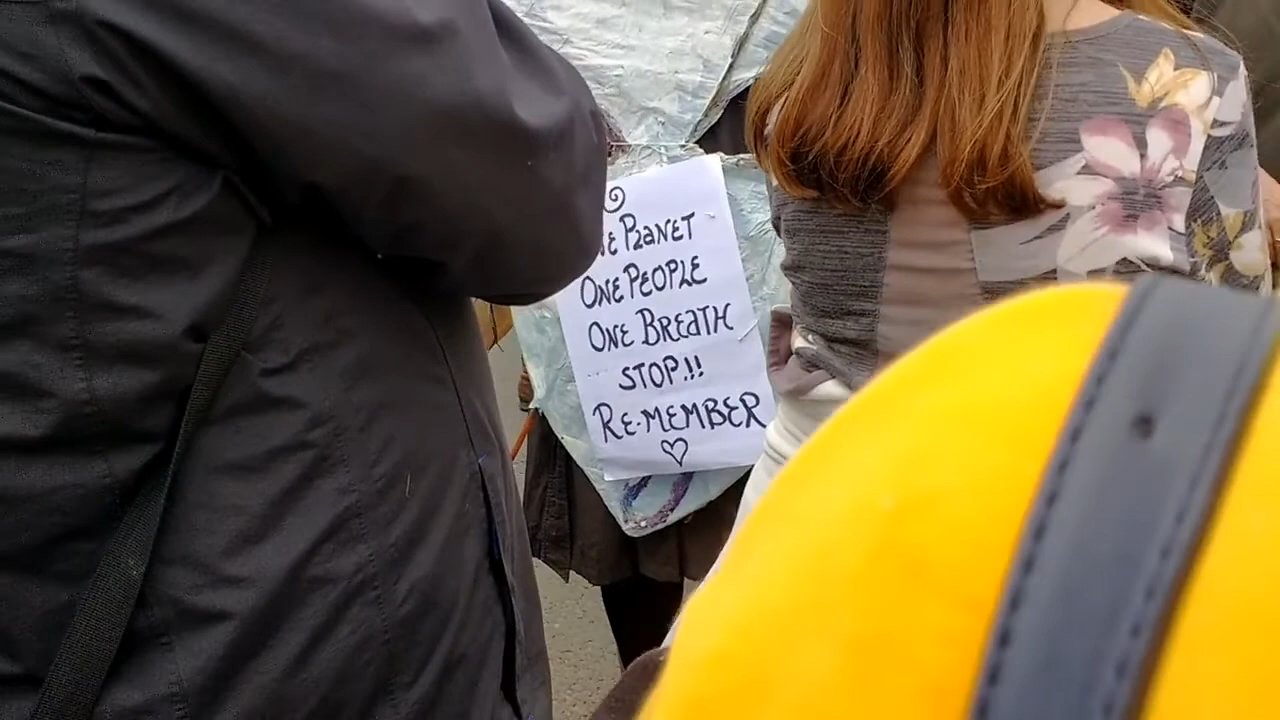 PLANET
ONE PEOPLE
ONE BREATH
STOP!!!
RE-MEMBER